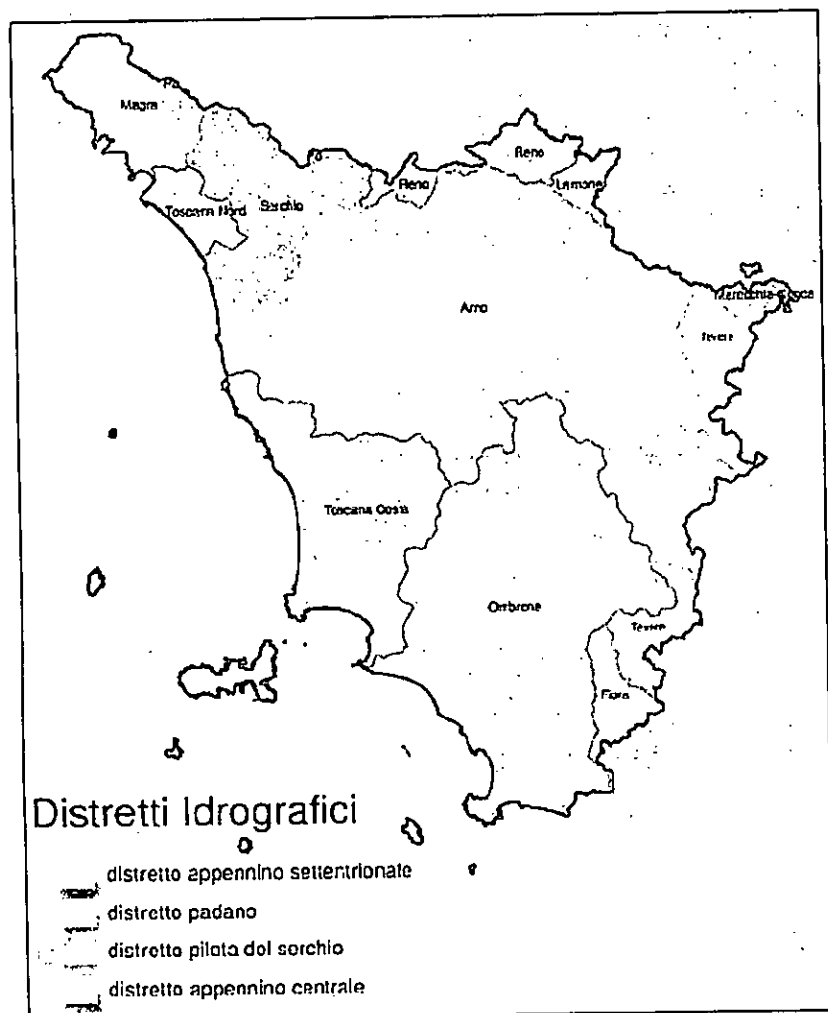 Po
Magra
Reno
Reno
Lamone
Toscana Nord
Serchio
Arno
Marecchia-Conca
Tevere
Toscana Costa
Ombrone
Tevere
Fiora
Distretti Idrografici
distretto appennino settentrionale
distretto padano
distretto pilota del serchio
distretto appennino centrale